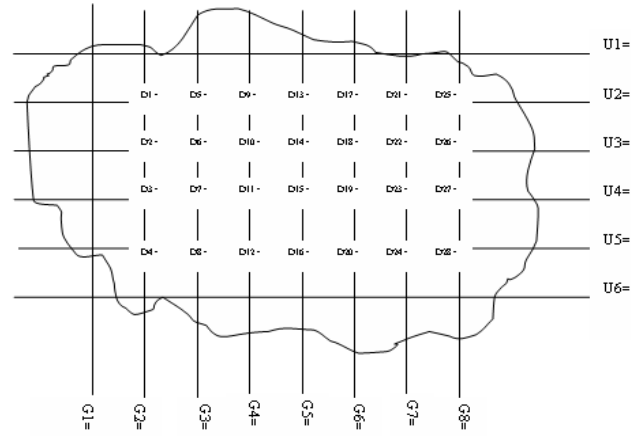 U1=
D1- D5- D9- D13- D17- D21- D25- U2=
D2- D6- D10- D14- D18- D22- D26- U3=
D3- D7- D11- D15- D19- D23- D27- U4=
D4- D8- D12- D16- D20- D24- D28- U5=
U6=
G1= G2= G3= G4= G5= G6= G7= G8=